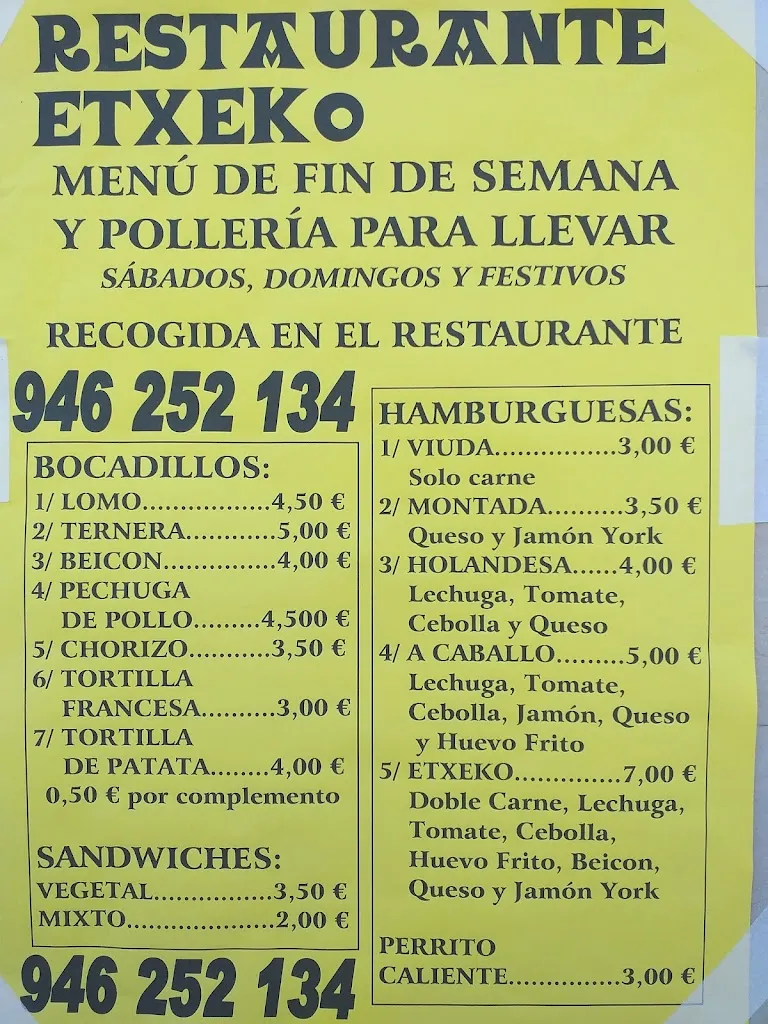 RESTAURANTE
ETXEKO
MENÚ DE FIN DE SEMANA
Y POLLERÍA PARA LLEVAR
SÁBADOS, DOMINGOS Y FESTIVOS
RECOGIDA EN EL RESTAURANTE
946 252 134
BOCADILLOS:
1/ LOMO.................4,50 €
2/ TERNERA............5,00 €
3/ BEICON...............4,00 €
4/ PECHUGA
DE POLLO.........4,500 €
5/ CHORIZO...........3,50 €
6/ TORTILLA
FRANCESA..........3,00 €
7/ TORTILLA
DE PATATA........4,00 €
0,50 € por complemento
SANDWICHES:
VEGETAL................3,50 €
MIXTO....................2,00 €
946 252 134
HAMBURGUESAS:
1/ VIUDA................3,00 €
Solo carne
2/ MONTADA..........3,50 €
Queso y Jamón York
3/ HOLANDESA......4,00 €
Lechuga, Tomate,
Cebolla y Queso
4/ A CABALLO.........5,00 €
Lechuga, Tomate,
Cebolla, Jamón, Queso
y Huevo Frito
5/ ETXEKO..............7,00 €
Doble Carne, Lechuga,
Tomate, Cebolla,
Huevo Frito, Beicon,
Queso y Jamón York
PERRITO
CALIENTE...............3,00 €